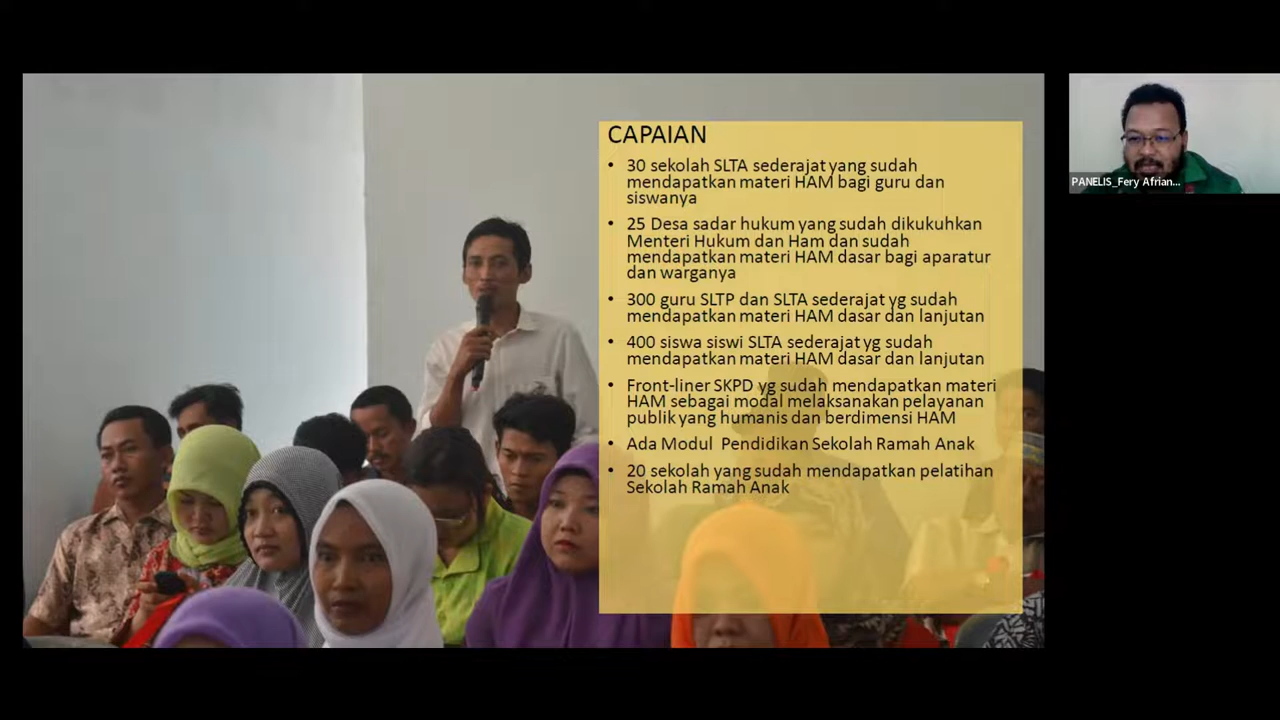 CAPAIAN
• 30 sekolah SLTA sederajat yang sudah
mendapatkan materi HAM bagi guru dan
siswanya
• 25 Desa sadar hukum yang sudah dikukuhkan
Menteri Hukum dan Ham dan sudah
mendapatkan materi HAM dasar bagi aparatur
dan warganya
• 300 guru SLTP dan SLTA sederajat yg sudah
mendapatkan materi HAM dasar dan lanjutan
• 400 siswa siswi SLTA sederajat yg sudah
mendapatkan materi HAM dasar dan lanjutan
• Front-liner SKPD yg sudah mendapatkan materi
HAM sebagai modal melaksanakan pelayanan
publik yang humanis dan berdimensi HAM
• Ada Modul Pendidikan Sekolah Ramah Anak
• 20 sekolah yang sudah mendapatkan pelatihan
Sekolah Ramah Anak
PANELIS_Fery Afrian...